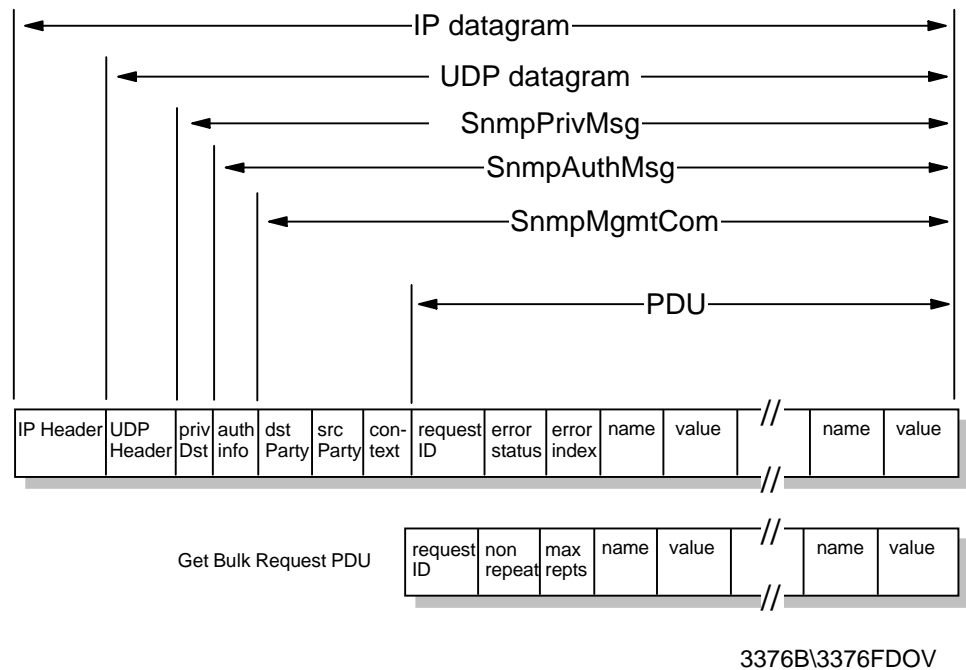 IP datagram
UDP datagram
SnmpPrivMsg
SnmpAuthMsg
SnmpMgmtCom
PDU
IP Header UDP Header priv Dst auth info dst Party src Party con-text request ID error status error index name value // name value
//
Get Bulk Request PDU request ID non repeat max repts name value // name value
//
3376B\3376FDOV